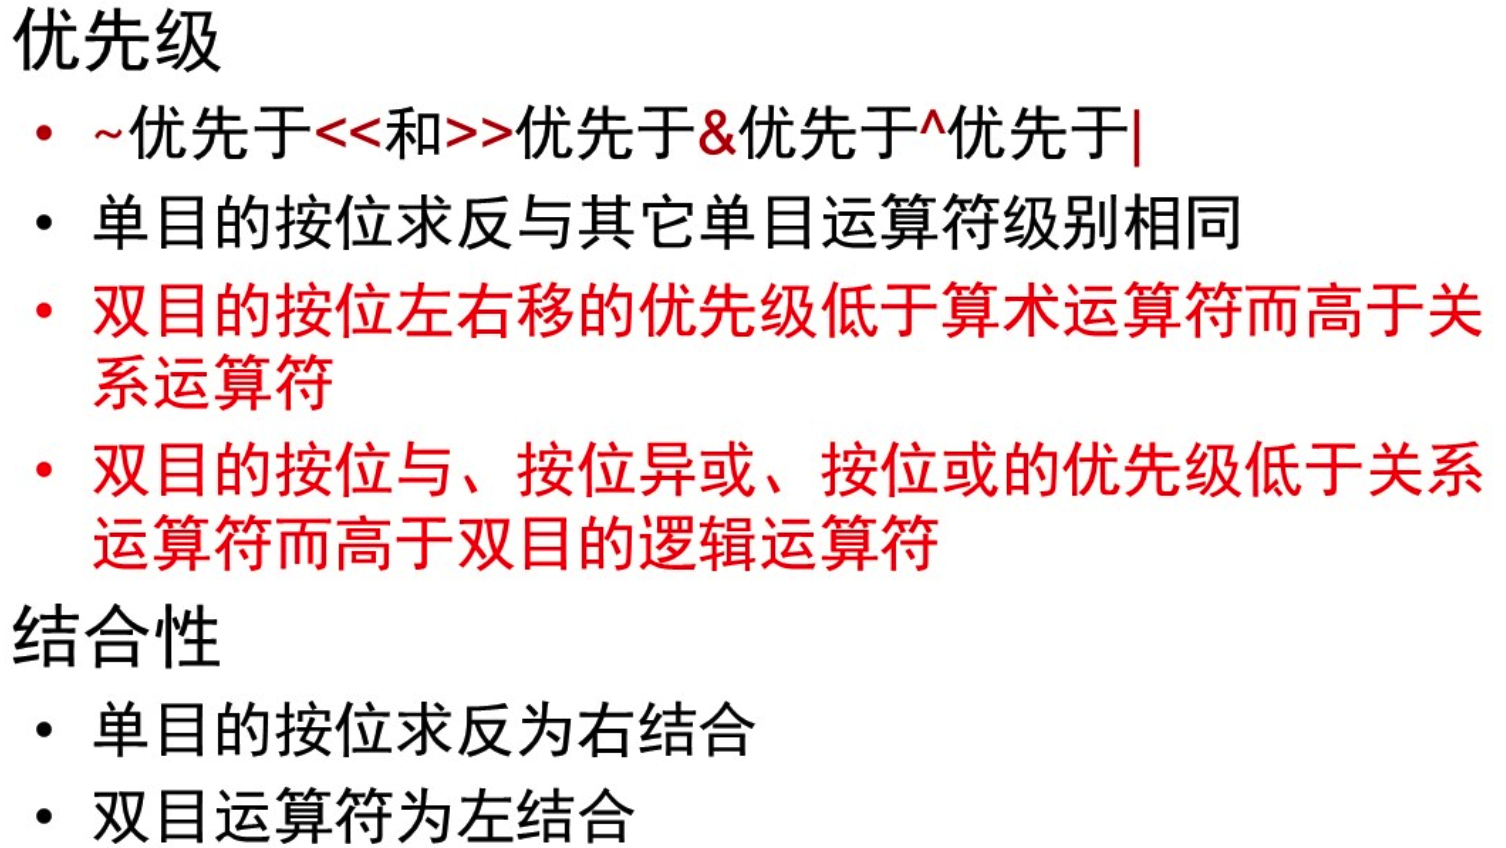 优先级
• ~优先于<<和>>优先于&优先于^优先于|
• 单目的按位求反与其它单目运算符级别相同
• 双目的按位左右移的优先级低于算术运算符而高于关
系运算符
• 双目的按位与、按位异或、按位或的优先级低于关系
运算符而高于双目的逻辑运算符
结合性
• 单目的按位求反为右结合
• 双目运算符为左结合